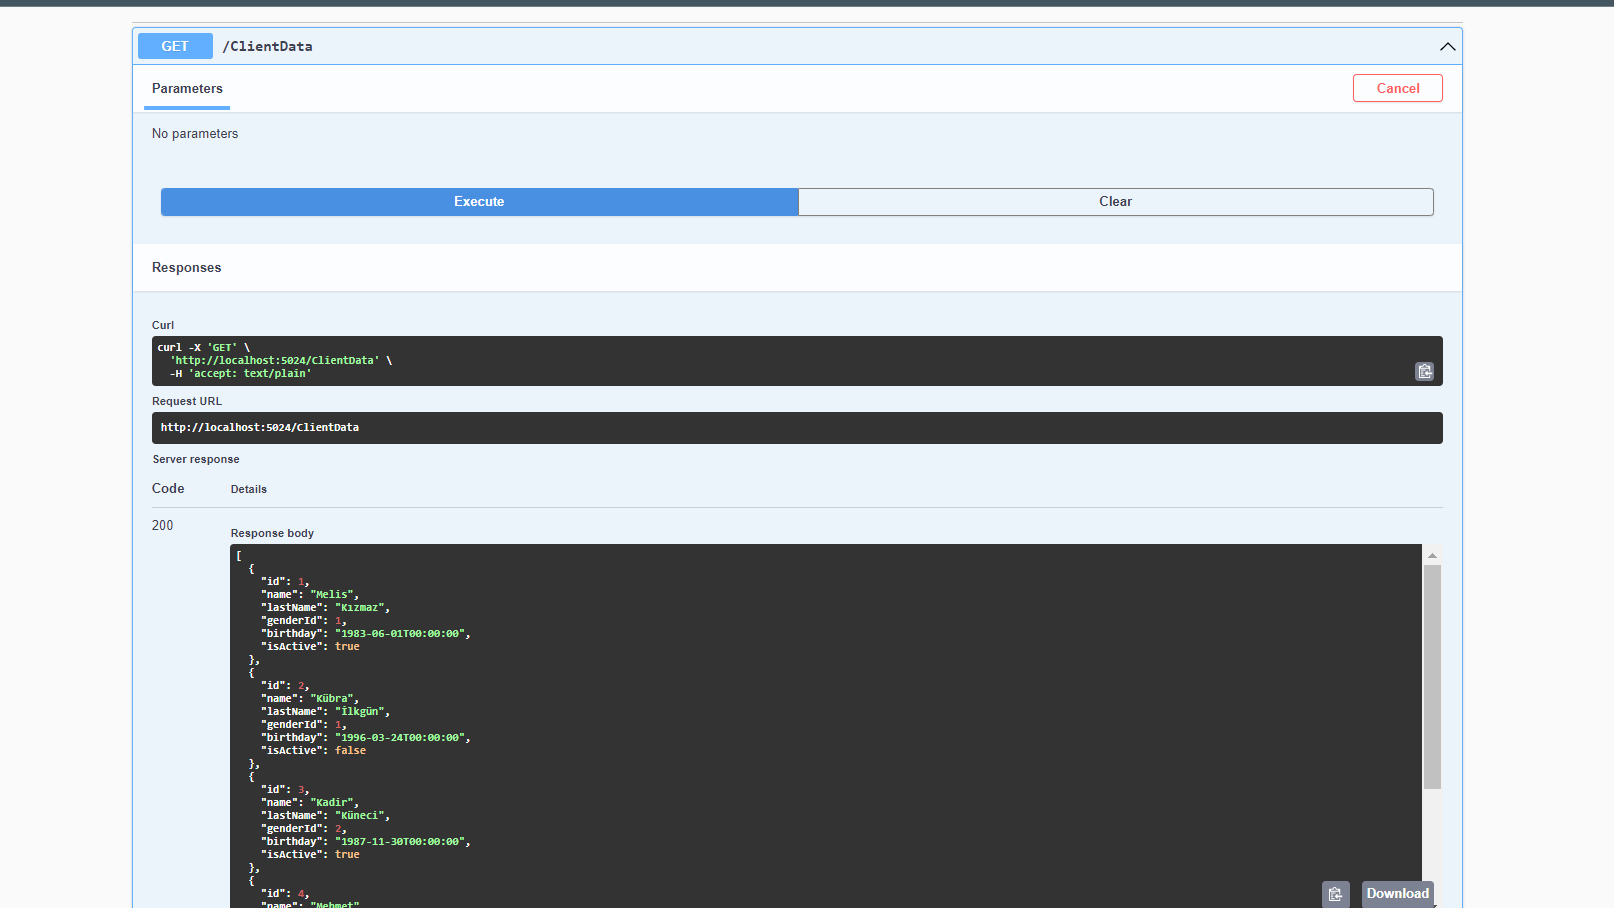 GET /ClientData
Parameters
Cancel
No parameters
Execute
Clear
Responses
Curl
curl -X 'GET' \
  'http://localhost:5024/ClientData' \
  -H 'accept: text/plain'
Request URL
http://localhost:5024/ClientData
Server response
Code Details
200
Response body
[
  {
    "id": 1,
    "name": "Melis",
    "lastName": "Kızmaz",
    "genderId": 1,
    "birthday": "1983-06-01T00:00:00",
    "isActive": true
  },
  {
    "id": 2,
    "name": "Kübra",
    "lastName": "İlkgün",
    "genderId": 1,
    "birthday": "1996-03-24T00:00:00",
    "isActive": false
  },
  {
    "id": 3,
    "name": "Kadir",
    "lastName": "Küneci",
    "genderId": 2,
    "birthday": "1987-11-30T00:00:00",
    "isActive": true
  },
  {
    "id": 4,
    "name": "Mehmet"
Download